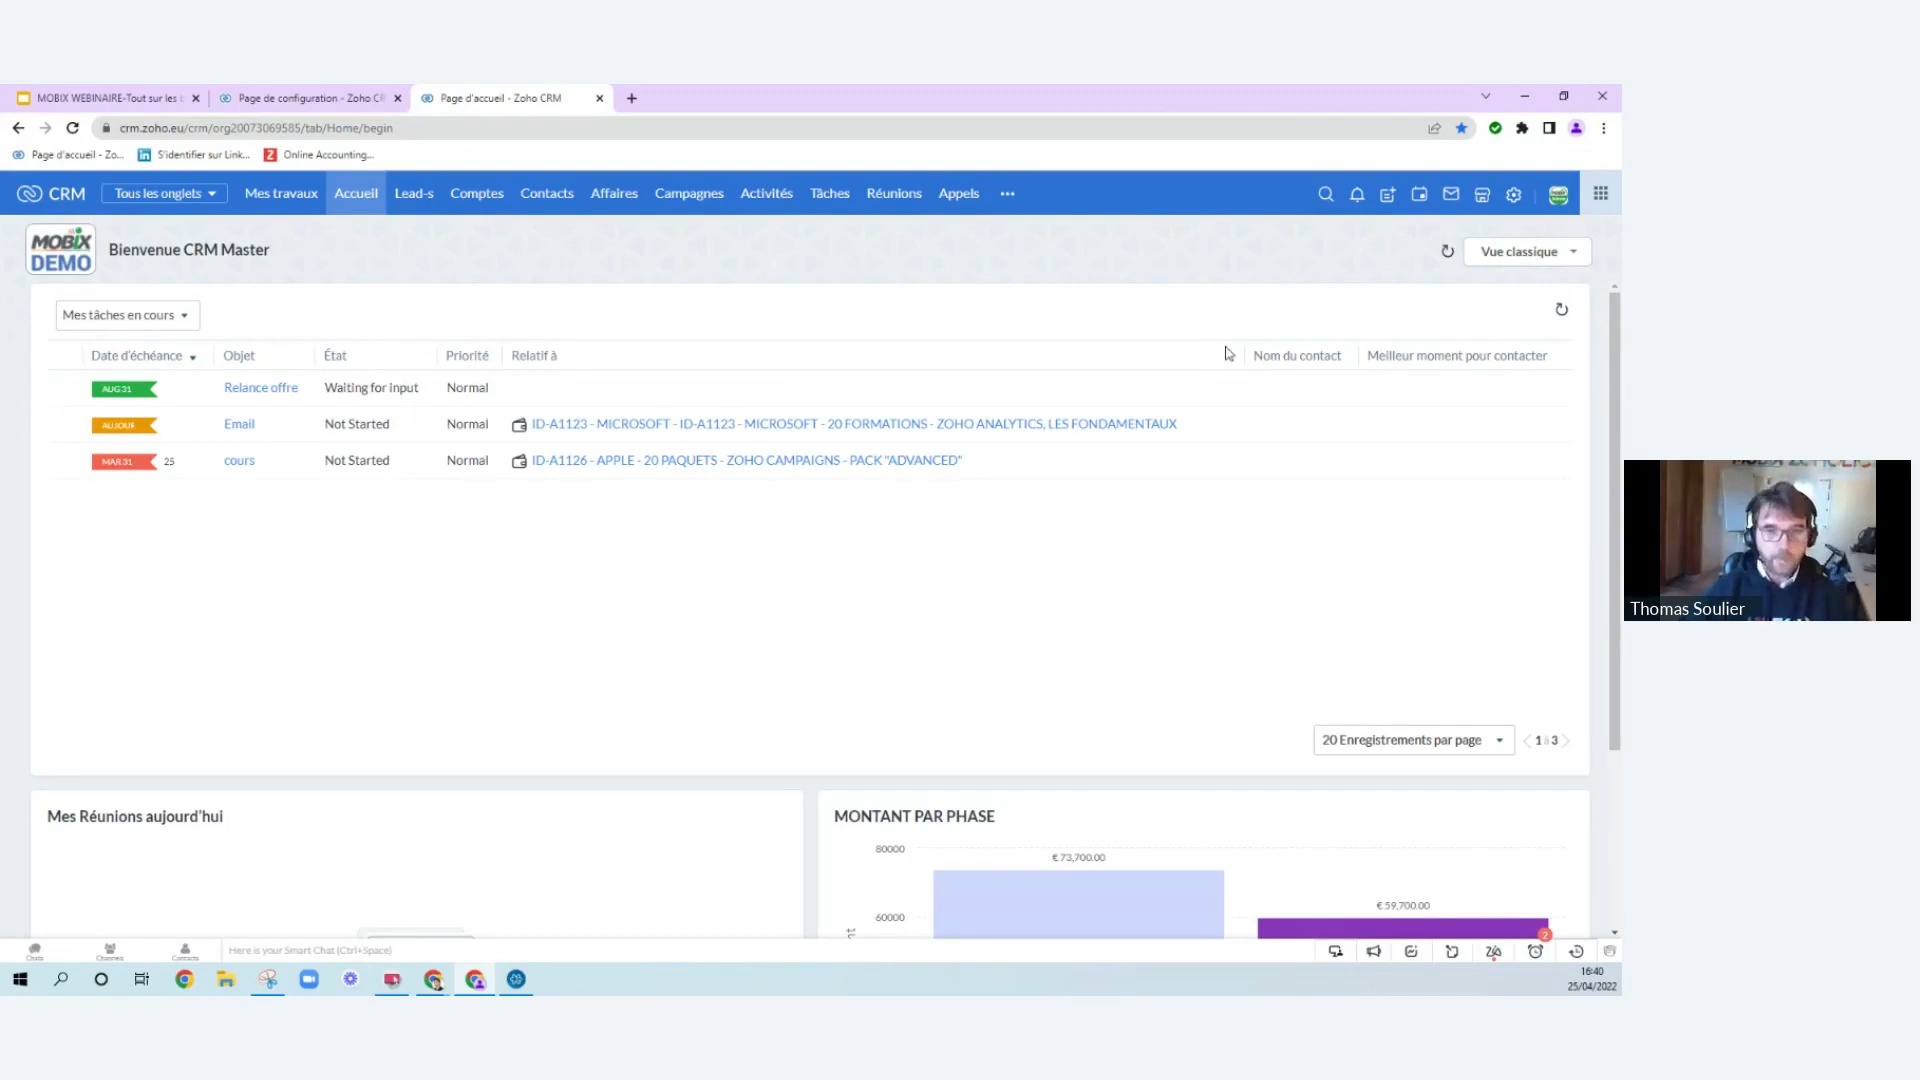 MOBIX WEBINAIRE-Tout sur les
Page de configuration - Zoho CR
Page d'accueil - Zoho CRM
crm.zoho.eu/crm/org20073069585/tab/Home/begin
Page d'accueil - Zo...
S'identifier sur Link...
Online Accounting...
CRM
Tous les onglets
Mes travaux
Accueil
Lead-s
Comptes
Contacts
Affaires
Campagnes
Activités
Tâches
Réunions
Appels
MOBIX DEMO
Bienvenue CRM Master
Vue classique
Mes tâches en cours
Date d'échéance Objet État Priorité Relatif à Nom du contact Meilleur moment pour contacter
AUG 31 Relance offre Waiting for input Normal
AUJOUR Email Not Started Normal ID-A1123 - MICROSOFT - ID-A1123 - MICROSOFT - 20 FORMATIONS - ZOHO ANALYTICS, LES FONDAMENTAUX
MAR 31 25 cours Not Started Normal ID-A1126 - APPLE - 20 PAQUETS - ZOHO CAMPAIGNS - PACK "ADVANCED"
20 Enregistrements par page
1 à 3
Mes Réunions aujourd'hui
MONTANT PAR PHASE
80000
€ 73,700.00
€ 59,700.00
60000
Chats
Channels
Contacts
Here is your Smart Chat (Ctrl+Space)
2
16:40
25/04/2022
Thomas Soulier